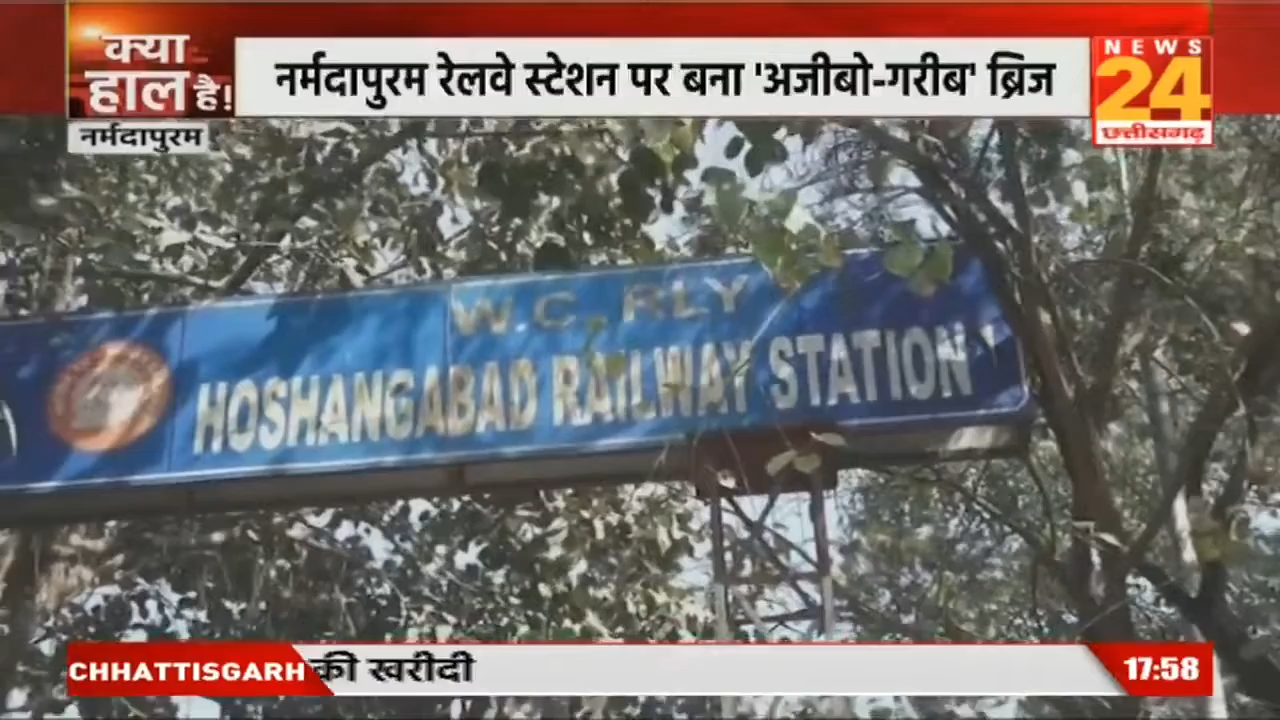 क्या
हाल है!
नर्मदापुरम रेलवे स्टेशन पर बना 'अजीबो-गरीब' ब्रिज
NEWS
24
छत्तीसगढ़
नर्मदापुरम
W.C. RLY
HOSHANGABAD RAILWAY STATION
CHHATTISGARH
की खरीदी
17:58